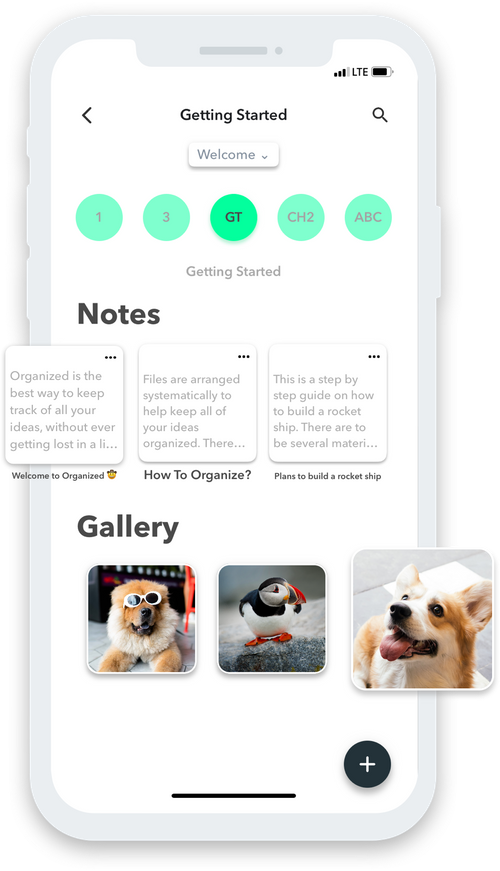 LTE
Getting Started
Welcome
1
3
GT
CH2
ABC
Getting Started
Notes
Organized is the
best way to keep
track of all your
ideas, without ever
getting lost in a li...
Welcome to Organized 🤠
Files are arranged
systematically to
help keep all of
your ideas
organized. There...
How To Organize?
This is a step by
step guide on how
to build a rocket
ship. There are to
be several materi...
Plans to build a rocket ship
Gallery